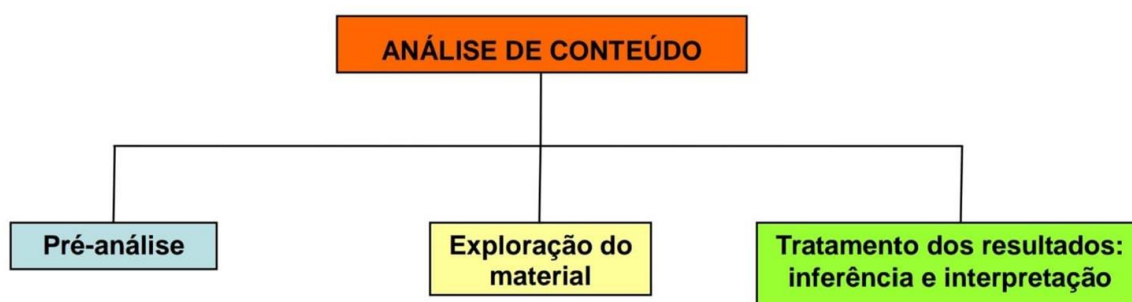 ANÁLISE DE CONTEÚDO
Pré-análise
Exploração do
material
Tratamento dos resultados:
inferência e interpretação